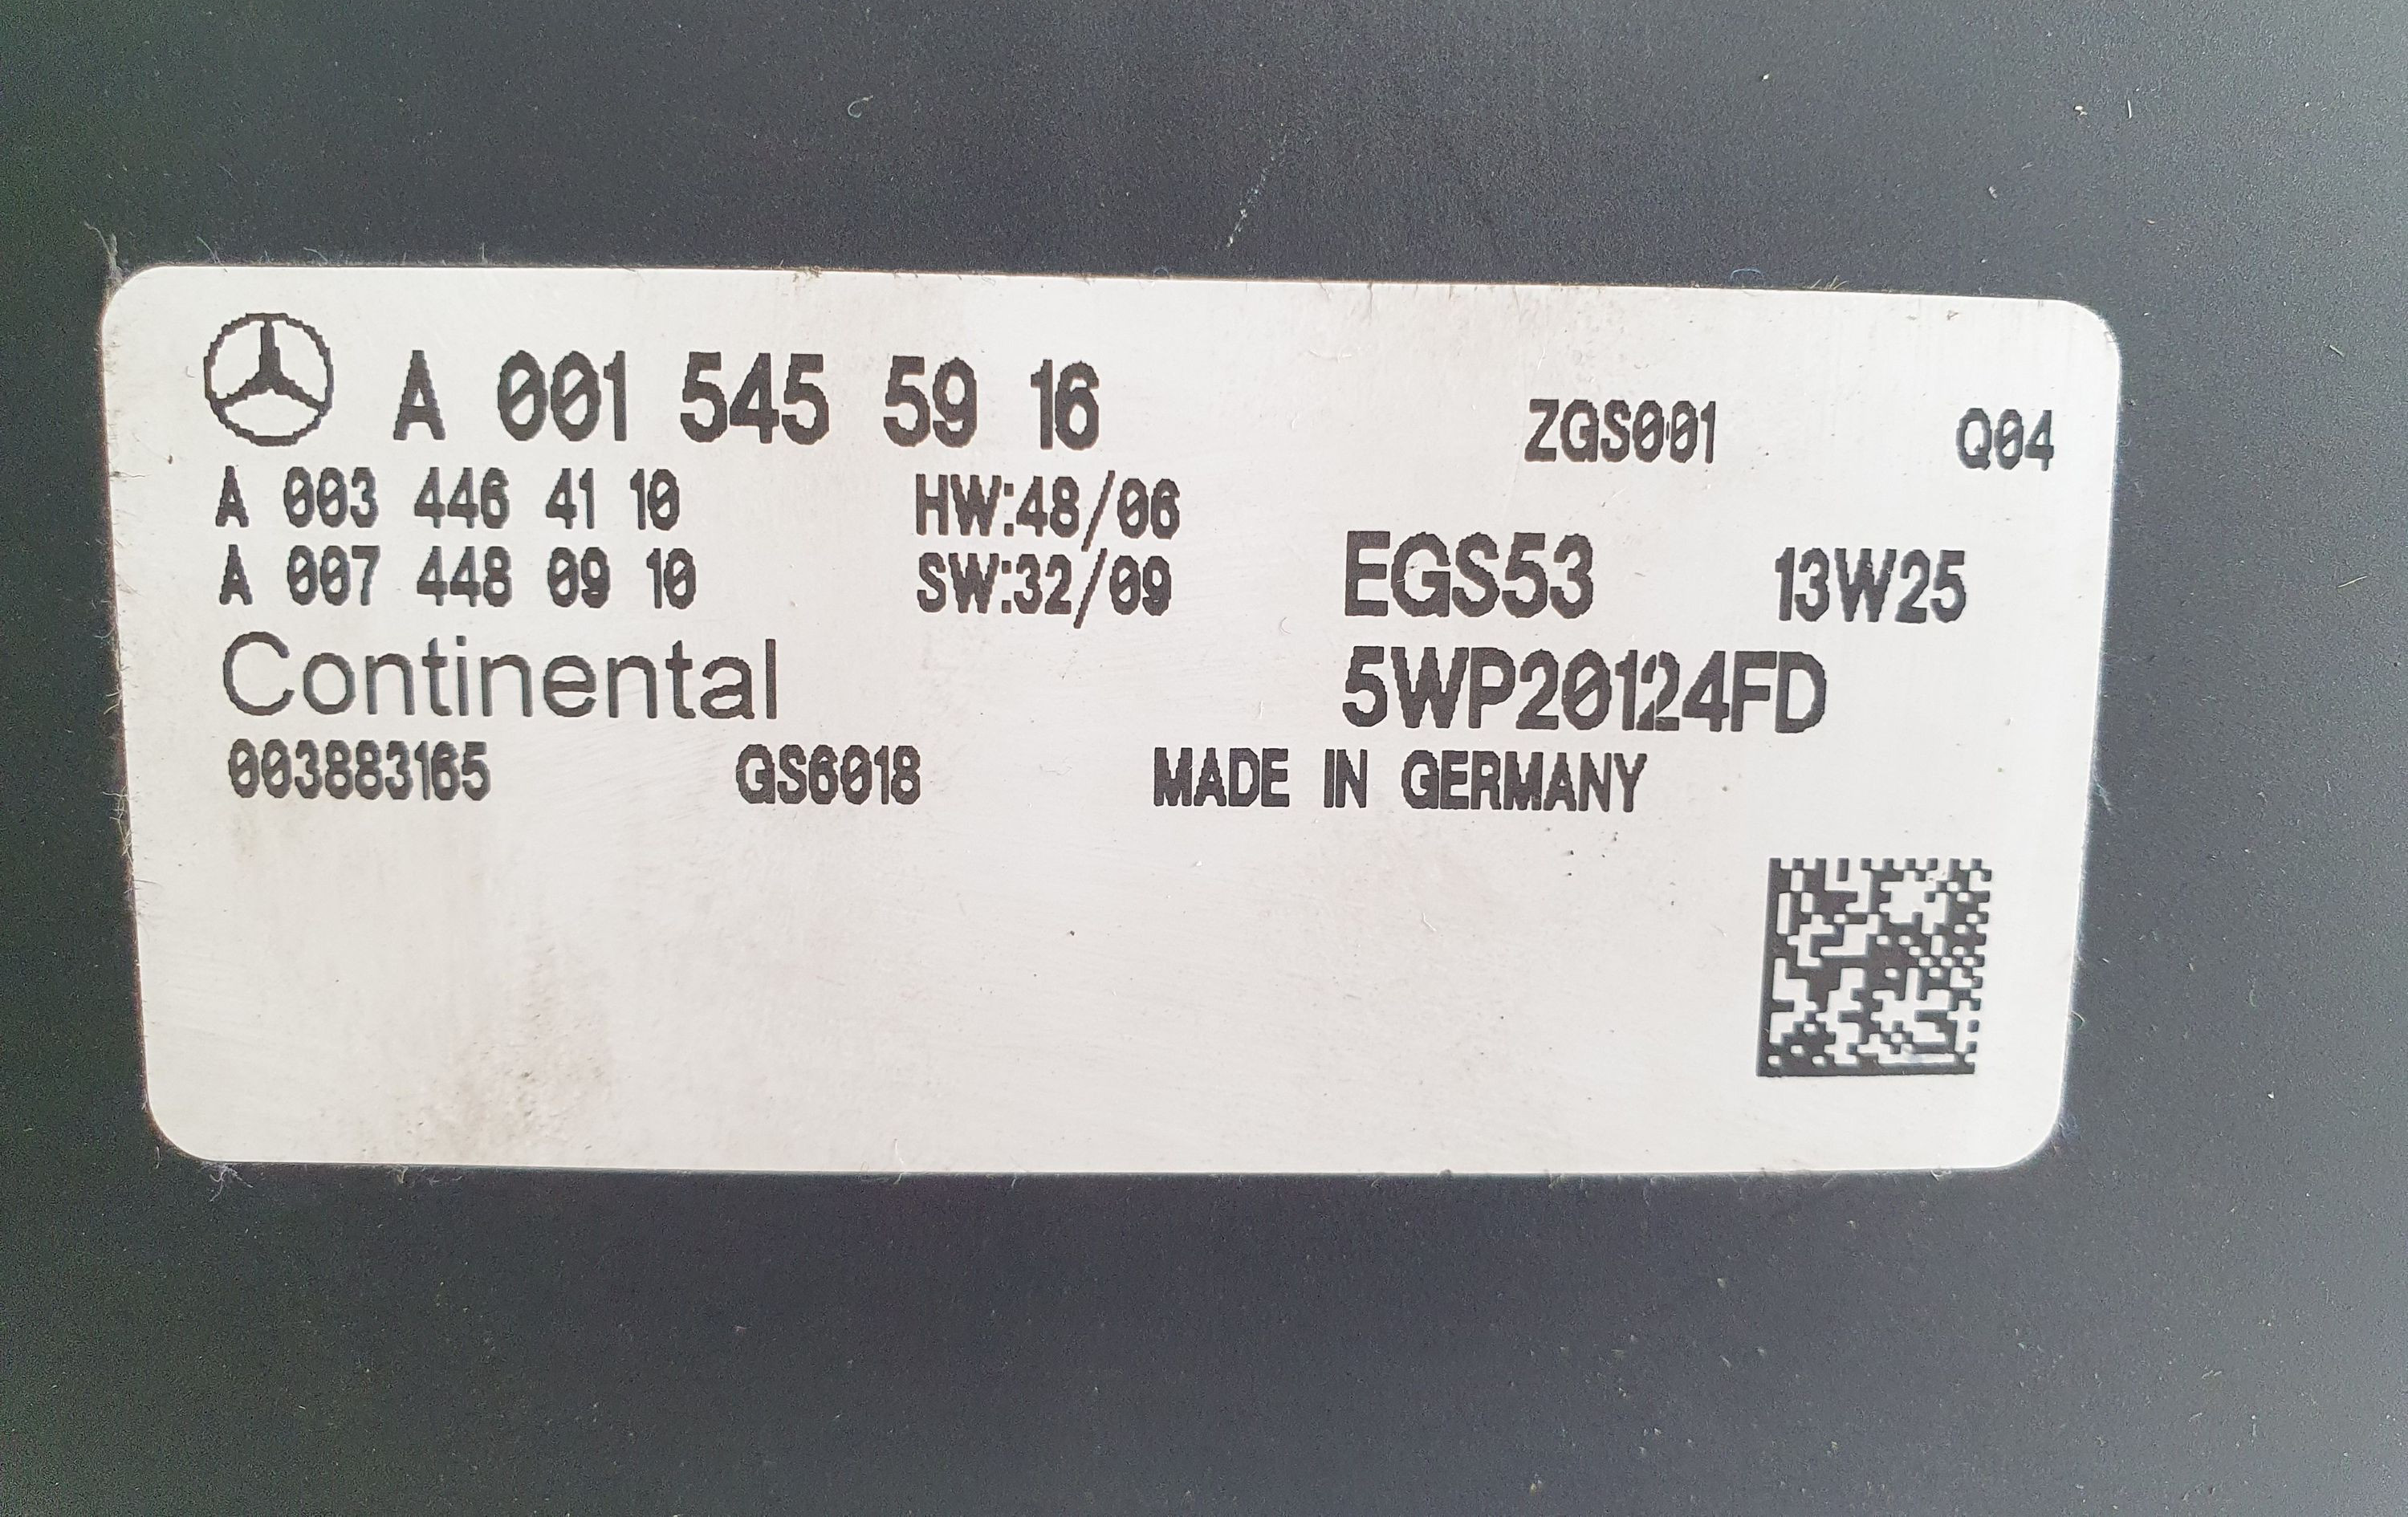 A 001 545 59 16 ZGS001 Q04
A 003 446 41 10 HW:48/06
A 007 448 09 10 SW:32/09 EGS53 13W25
Continental 5WP20124FD
003883165 GS6018 MADE IN GERMANY